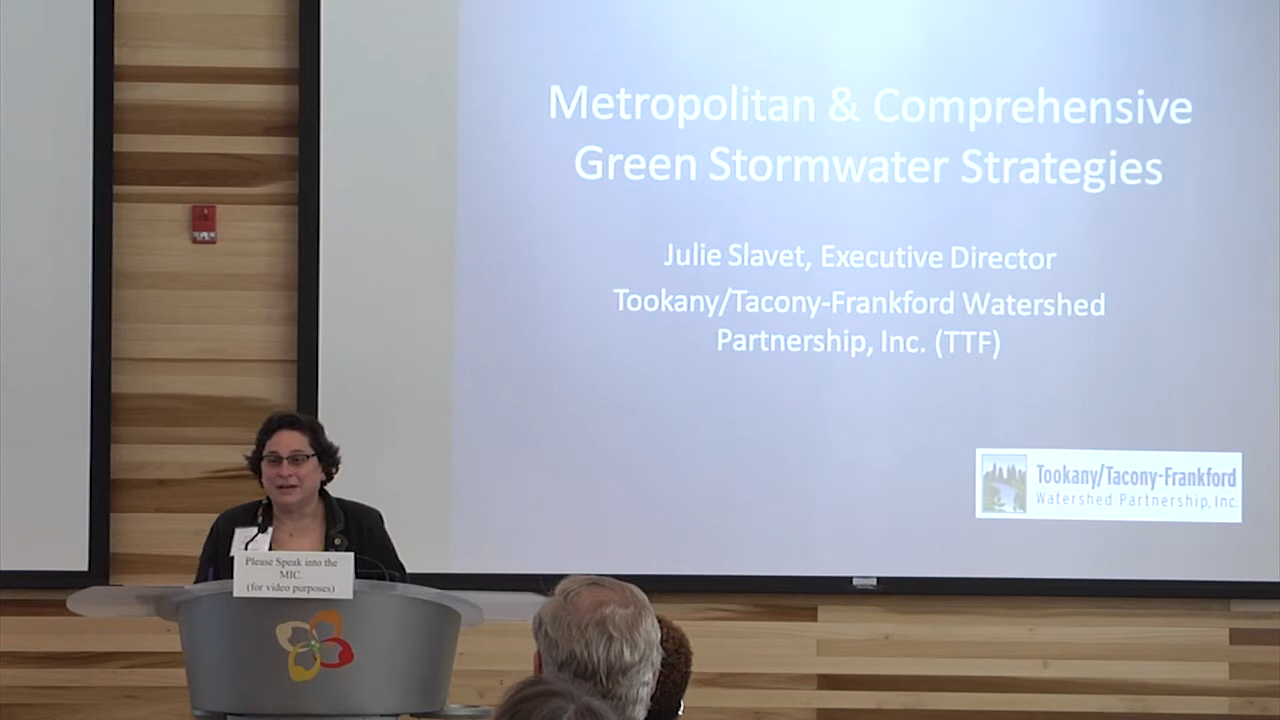 Metropolitan & Comprehensive
Green Stormwater Strategies
Julie Slavet, Executive Director
Tookany/Tacony-Frankford Watershed
Partnership, Inc. (TTF)
Tookany/Tacony-Frankford
Watershed Partnership, Inc.
Please Speak into the
MIC.
(for video purposes)